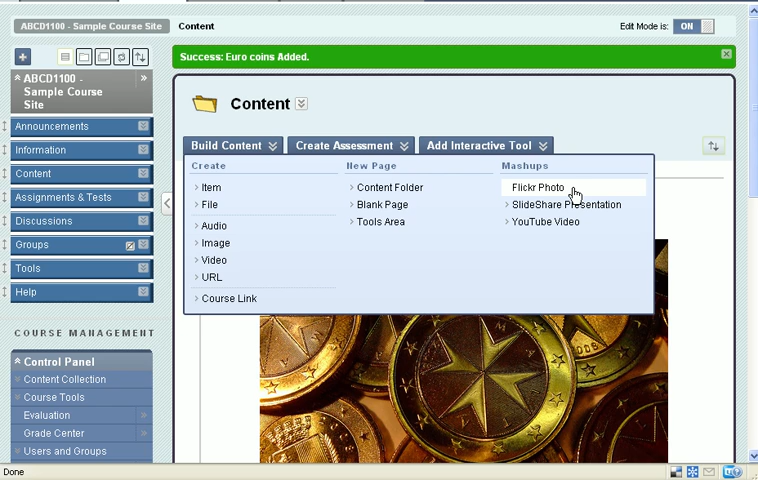 ABCD1100 - Sample Course Site Content Edit Mode is: ON
Success: Euro coins Added.
ABCD1100 - Sample Course Site
Content
Announcements
Information
Content
Assignments & Tests
Discussions
Groups
Tools
Help
COURSE MANAGEMENT
Control Panel
Content Collection
Course Tools
Evaluation
Grade Center
Users and Groups
Build Content Create Assessment Add Interactive Tool
Create
Item
File
Audio
Image
Video
URL
Course Link
New Page
Content Folder
Blank Page
Tools Area
Mashups
Flickr Photo
SlideShare Presentation
YouTube Video
Done